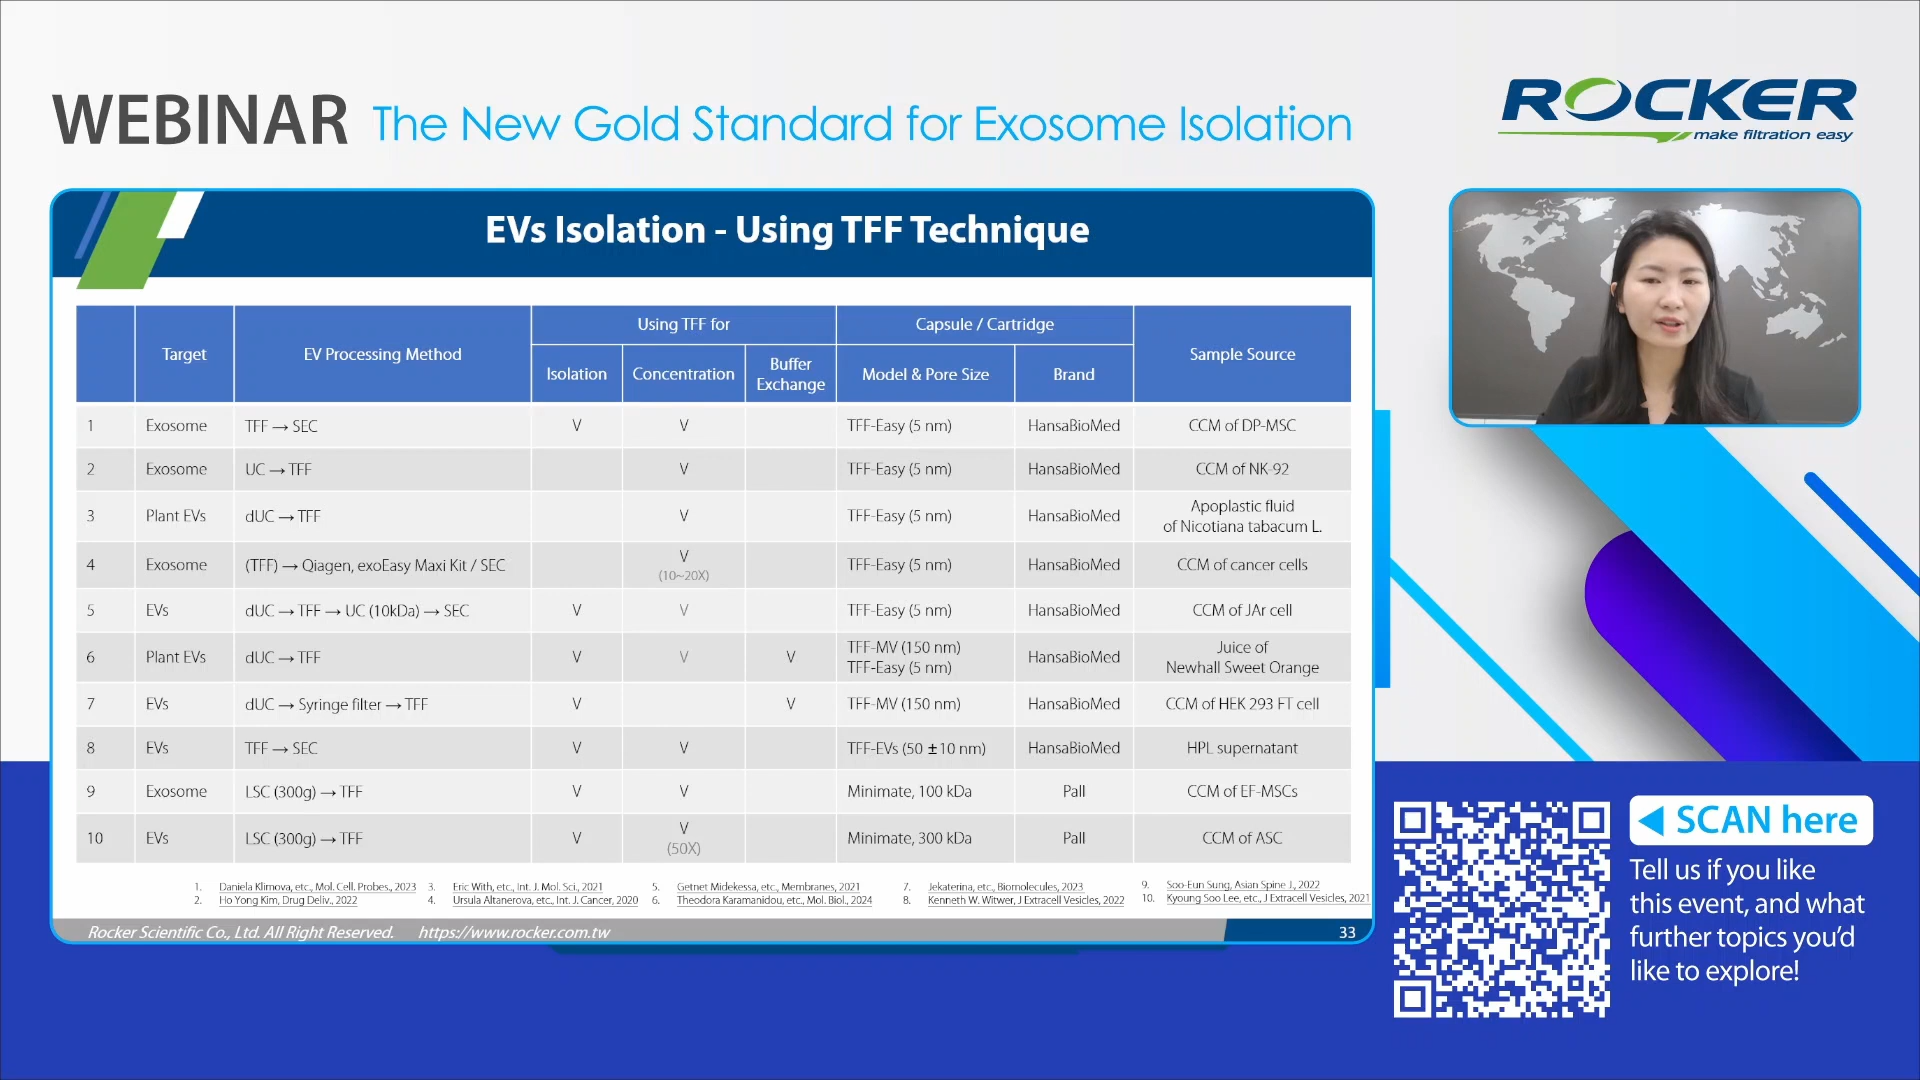 WEBINAR The New Gold Standard for Exosome Isolation
ROCKER
make filtration easy
EVs Isolation - Using TFF Technique
Target EV Processing Method Using TFF for Capsule / Cartridge Sample Source
Isolation Concentration Buffer Exchange Model & Pore Size Brand
1 Exosome TFF → SEC V V TFF-Easy (5 nm) HansaBioMed CCM of DP-MSC
2 Exosome UC → TFF V TFF-Easy (5 nm) HansaBioMed CCM of NK-92
3 Plant EVs dUC → TFF V TFF-Easy (5 nm) HansaBioMed Apoplastic fluid of Nicotiana tabacum L.
4 Exosome (TFF) → Qiagen, exoEasy Maxi Kit / SEC V (10~20X) TFF-Easy (5 nm) HansaBioMed CCM of cancer cells
5 EVs dUC → TFF → UC (10kDa) → SEC V V TFF-Easy (5 nm) HansaBioMed CCM of JAr cell
6 Plant EVs dUC → TFF V V V TFF-MV (150 nm) TFF-Easy (5 nm) HansaBioMed Juice of Newhall Sweet Orange
7 EVs dUC → Syringe filter → TFF V V TFF-MV (150 nm) HansaBioMed CCM of HEK 293 FT cell
8 EVs TFF → SEC V V TFF-EVs (50 ±10 nm) HansaBioMed HPL supernatant
9 Exosome LSC (300g) → TFF V V Minimate, 100 kDa Pall CCM of EF-MSCs
10 EVs LSC (300g) → TFF V V (50X) Minimate, 300 kDa Pall CCM of ASC
1. Daniela Klimova, etc., Mol. Cell. Probes., 2023
2. Ho Yong Kim, Drug Deliv., 2022
3. Eric With, etc., Int. J. Mol. Sci., 2021
4. Ursula Altanerova, etc., Int. J. Cancer, 2020
5. Getnet Midekessa, etc., Membranes, 2021
6. Theodora Karamanidou, etc., Mol. Biol., 2024
7. Jekaterina, etc., Biomolecules, 2023
8. Kenneth W. Witwer, J Extracell Vesicles, 2022
9. Soo-Eun Sung, Asian Spine J., 2022
10. Kyoung Soo Lee, etc., J Extracell Vesicles, 2021
Rocker Scientific Co., Ltd. All Right Reserved. https://www.rocker.com.tw 33
SCAN here
Tell us if you like
this event, and what
further topics you'd
like to explore!